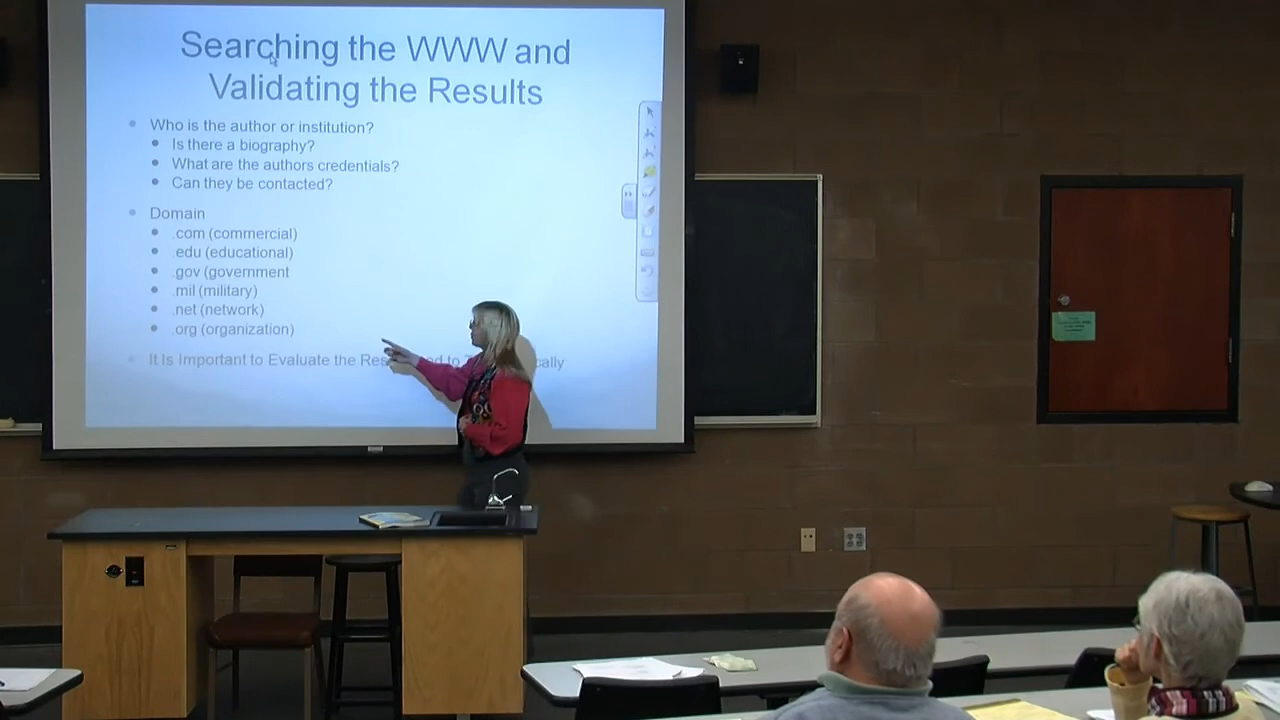 Searching the WWW and
Validating the Results
Who is the author or institution?
Is there a biography?
What are the authors credentials?
Can they be contacted?
Domain
.com (commercial)
.edu (educational)
.gov (government
.mil (military)
.net (network)
.org (organization)
It Is Important to Evaluate the